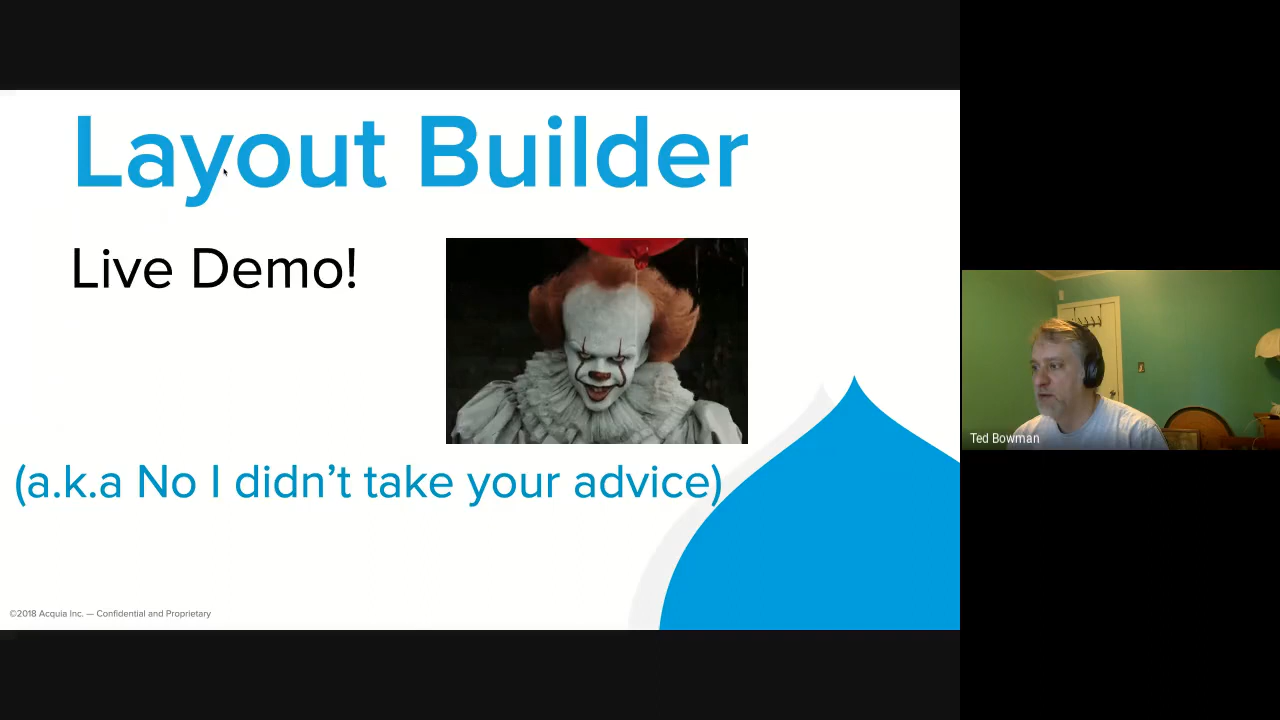 Layout Builder
Live Demo!
(a.k.a No I didn’t take your advice)
©2018 Acquia Inc. — Confidential and Proprietary
Ted Bowman